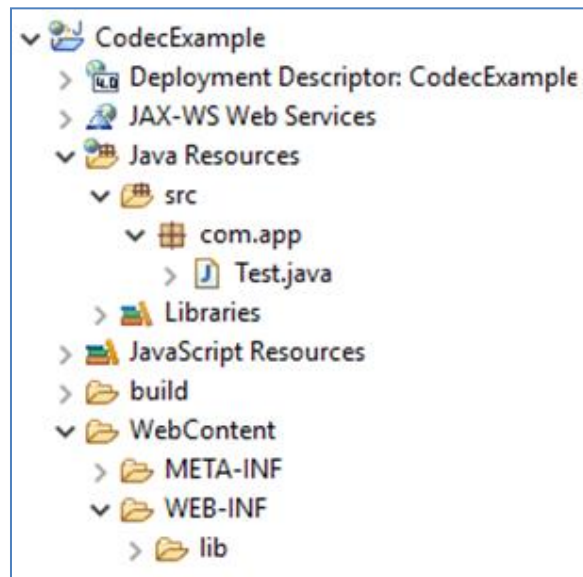 CodecExample
Deployment Descriptor: CodecExample
JAX-WS Web Services
Java Resources
src
com.app
Test.java
Libraries
JavaScript Resources
build
WebContent
META-INF
WEB-INF
lib